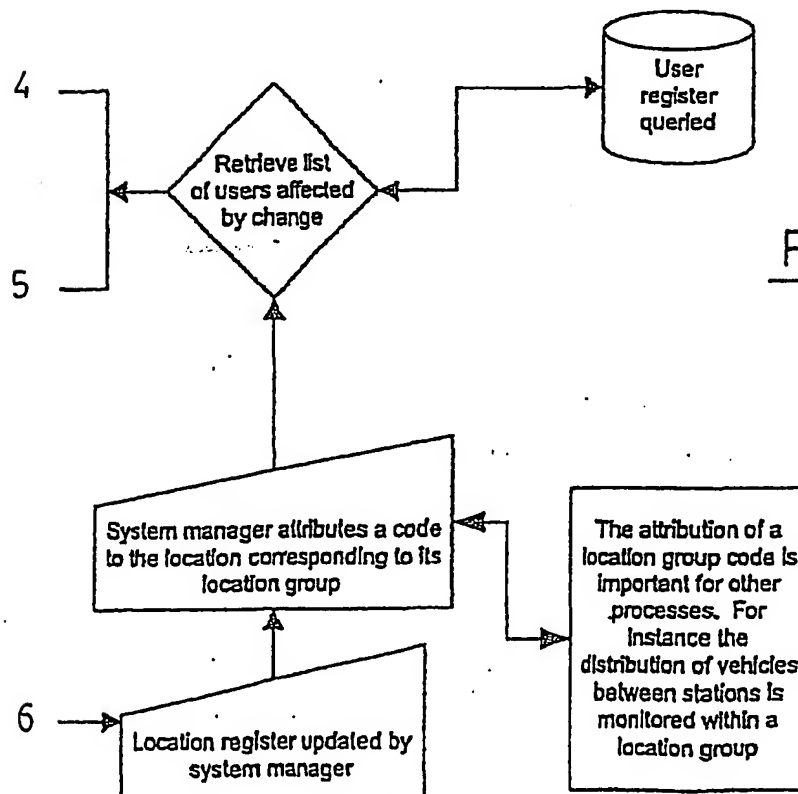 4
User
register
queried
Retrieve list
of users affected
by change
5
F
System manager attributes a code
to the location corresponding to its
location group
The attribution of a
location group code is
important for other
processes. For
instance the
distribution of vehicles
between stations is
monitored within a
location group
6
Location register updated by
system manager